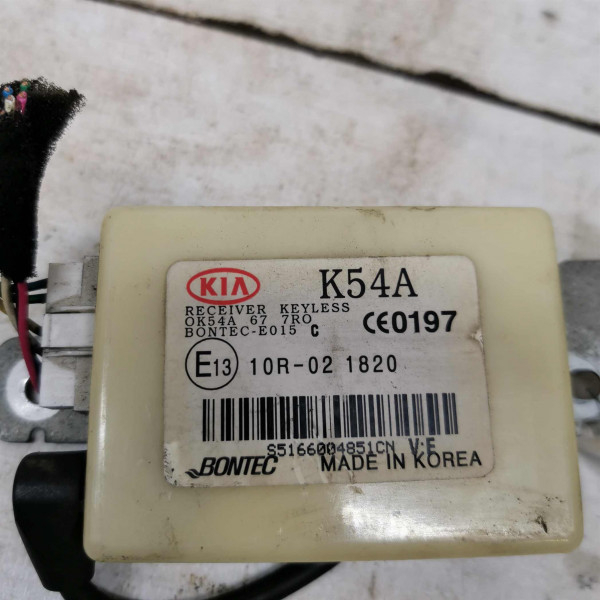 KIA K54A
RECEIVER KEYLESS
OK54A 67 7RO
BONTEC-E015 C
CE0197
E13 10R-02 1820
S5166004851CN V·E
BONTEC MADE IN KOREA